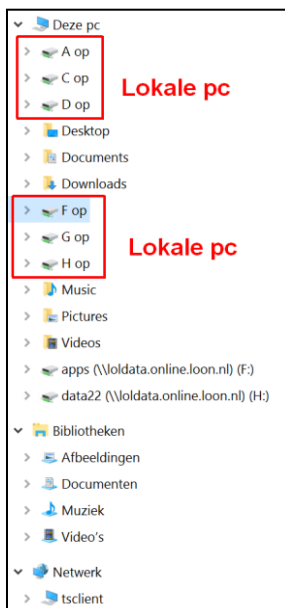 Deze pc
A op
C op
D op
Lokale pc
Desktop
Documents
Downloads
F op
G op
H op
Lokale pc
Music
Pictures
Videos
apps (\\loldata.online.loon.nl) (F:)
data22 (\\loldata.online.loon.nl) (H:)
Bibliotheken
Afbeeldingen
Documenten
Muziek
Video's
Netwerk
tsclient